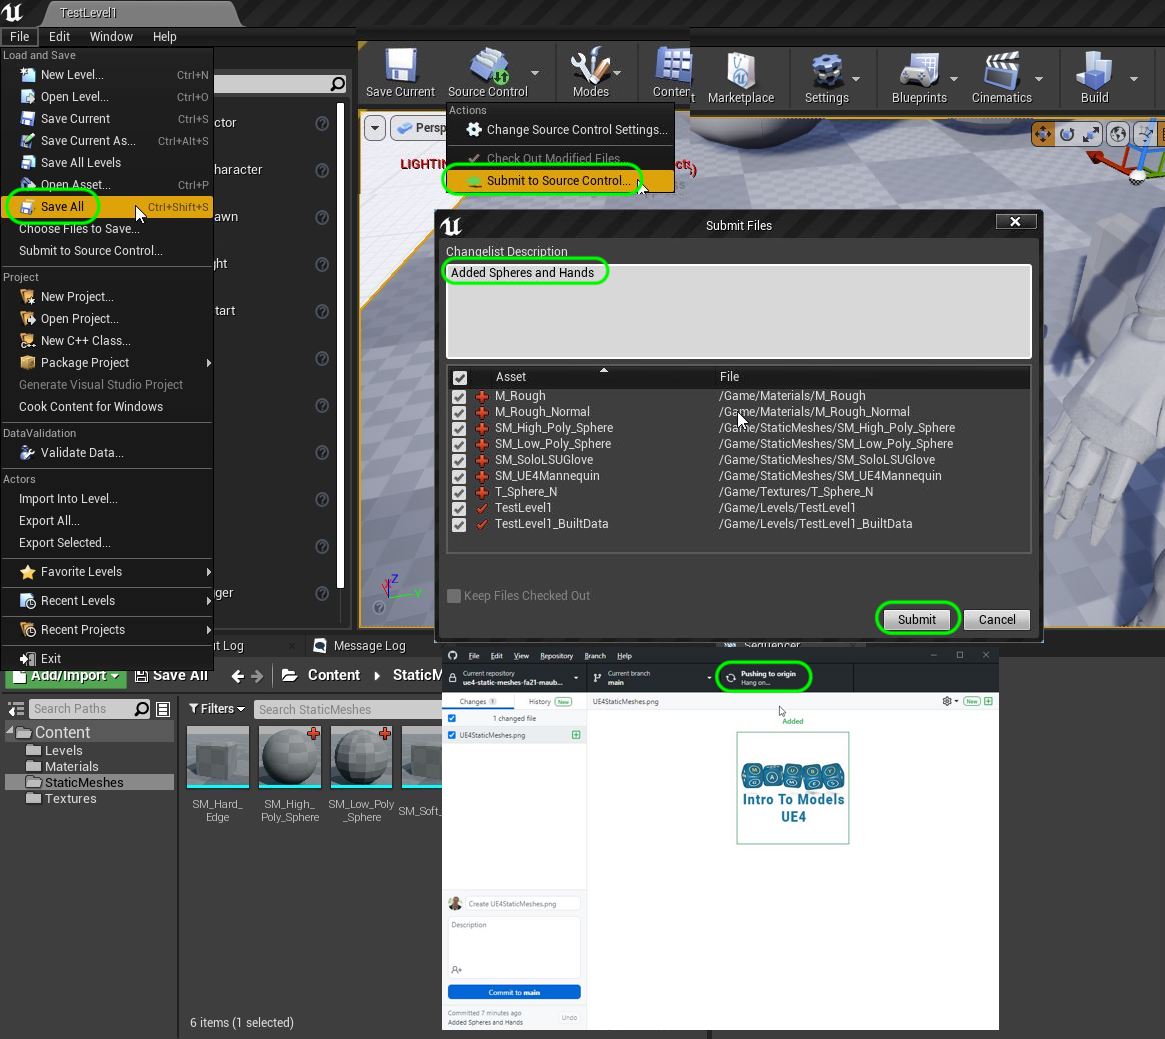 TestLevel1
File Edit Window Help
Load and Save
New Level... Ctrl+N
Open Level... Ctrl+O
Save Current Ctrl+S
Save Current As... Ctrl+Alt+S
Save All Levels
Open Asset... Ctrl+P
Save All Ctrl+Shift+S
Choose Files to Save...
Submit to Source Control...
Project
New Project...
Open Project...
New C++ Class...
Package Project
Generate Visual Studio Project
Cook Content for Windows
DataValidation
Validate Data...
Actors
Import Into Level...
Export All...
Export Selected...
Favorite Levels
Recent Levels
Recent Projects
Exit
ctor
haracter
awn
ght
tart
ger
Save Current Source Control Modes Conten Marketplace Settings Blueprints Cinematics Build
Persp
LIGHTIN
ects)
Actions
Change Source Control Settings...
Check Out Modified Files...
Submit to Source Control...
Submit Files
Changelist Description
Added Spheres and Hands
Asset File
M_Rough /Game/Materials/M_Rough
M_Rough_Normal /Game/Materials/M_Rough_Normal
SM_High_Poly_Sphere /Game/StaticMeshes/SM_High_Poly_Sphere
SM_Low_Poly_Sphere /Game/StaticMeshes/SM_Low_Poly_Sphere
SM_SoloLSUGlove /Game/StaticMeshes/SM_SoloLSUGlove
SM_UE4Mannequin /Game/StaticMeshes/SM_UE4Mannequin
T_Sphere_N /Game/Textures/T_Sphere_N
TestLevel1 /Game/Levels/TestLevel1
TestLevel1_BuiltData /Game/Levels/TestLevel1_BuiltData
Keep Files Checked Out
Submit Cancel
Z
Y
ut Log Message Log Sequencer
Add/Import Save All Content StaticM
Search Paths Filters Search StaticMeshes
Content
Levels
Materials
StaticMeshes
Textures
SM_Hard_
Edge
SM_High_
Poly_Sphere
SM_Low_Poly
_Sphere
SM_Soft_
6 items (1 selected)
File Edit View Repository Branch Help
Current repository
ue4-static-meshes-fa21-maub...
Current branch
main
Pushing to origin
Hang on...
Changes 1 History New
UE4StaticMeshes.png New
1 changed file
UE4StaticMeshes.png
Added
M A U B Y
G A M E S
Intro To Models
UE4
Create UE4StaticMeshes.png
Description
Commit to main
Committed 7 minutes ago
Added Spheres and Hands
Undo